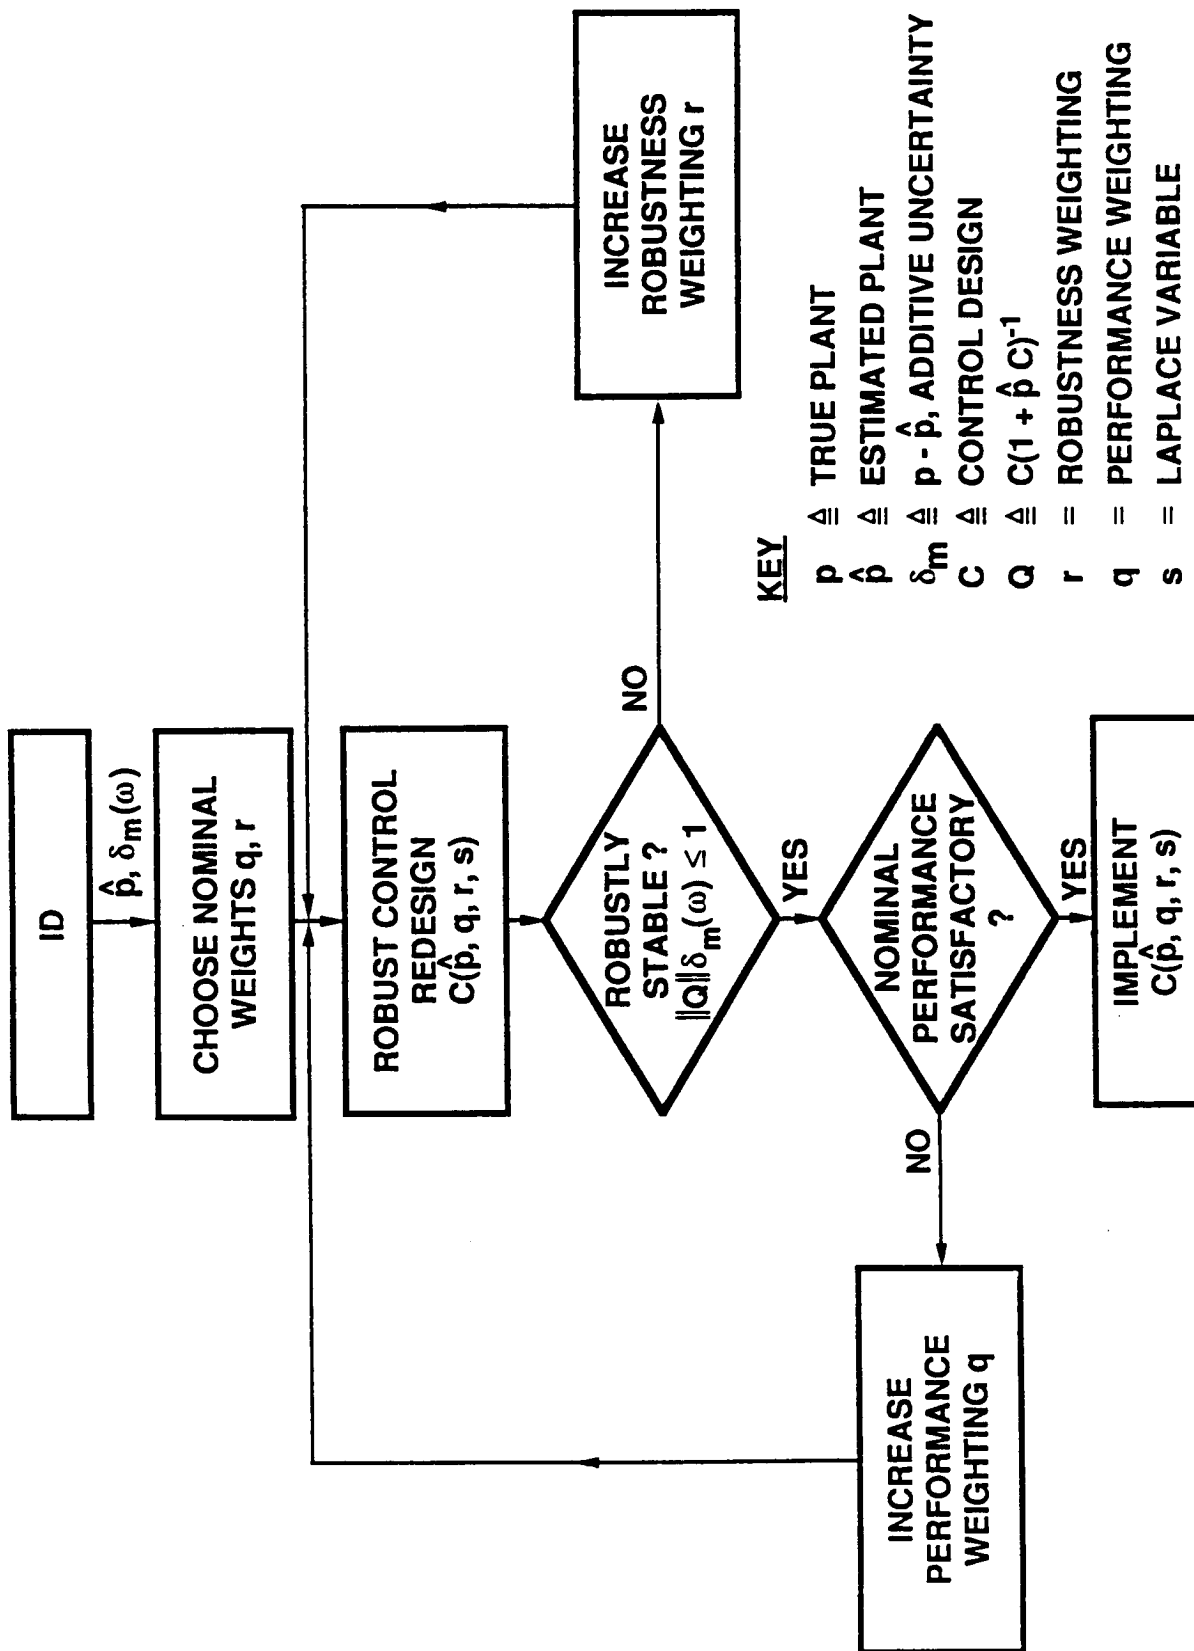 ID
p̂, δm(ω)
CHOOSE NOMINAL
WEIGHTS q, r
ROBUST CONTROL
REDESIGN
C(p̂, q, r, s)
ROBUSTLY
STABLE ?
||Q||δm(ω) ≤ 1
NO
INCREASE
ROBUSTNESS
WEIGHTING r
YES
NOMINAL
PERFORMANCE
SATISFACTORY
?
NO
INCREASE
PERFORMANCE
WEIGHTING q
YES
IMPLEMENT
C(p̂, q, r, s)
KEY
p ≜ TRUE PLANT
p̂ ≜ ESTIMATED PLANT
δm ≜ p - p̂, ADDITIVE UNCERTAINTY
C ≜ CONTROL DESIGN
Q ≜ C(1 + p̂ C)-1
r = ROBUSTNESS WEIGHTING
q = PERFORMANCE WEIGHTING
s = LAPLACE VARIABLE